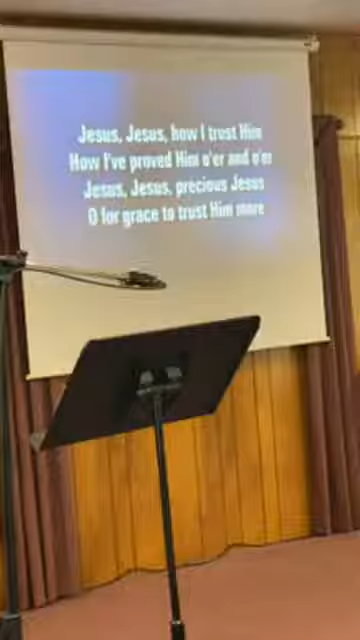 Jesus, Jesus, how I trust Him
How I've proved Him o'er and o'er
Jesus, Jesus, precious Jesus
O for grace to trust Him more